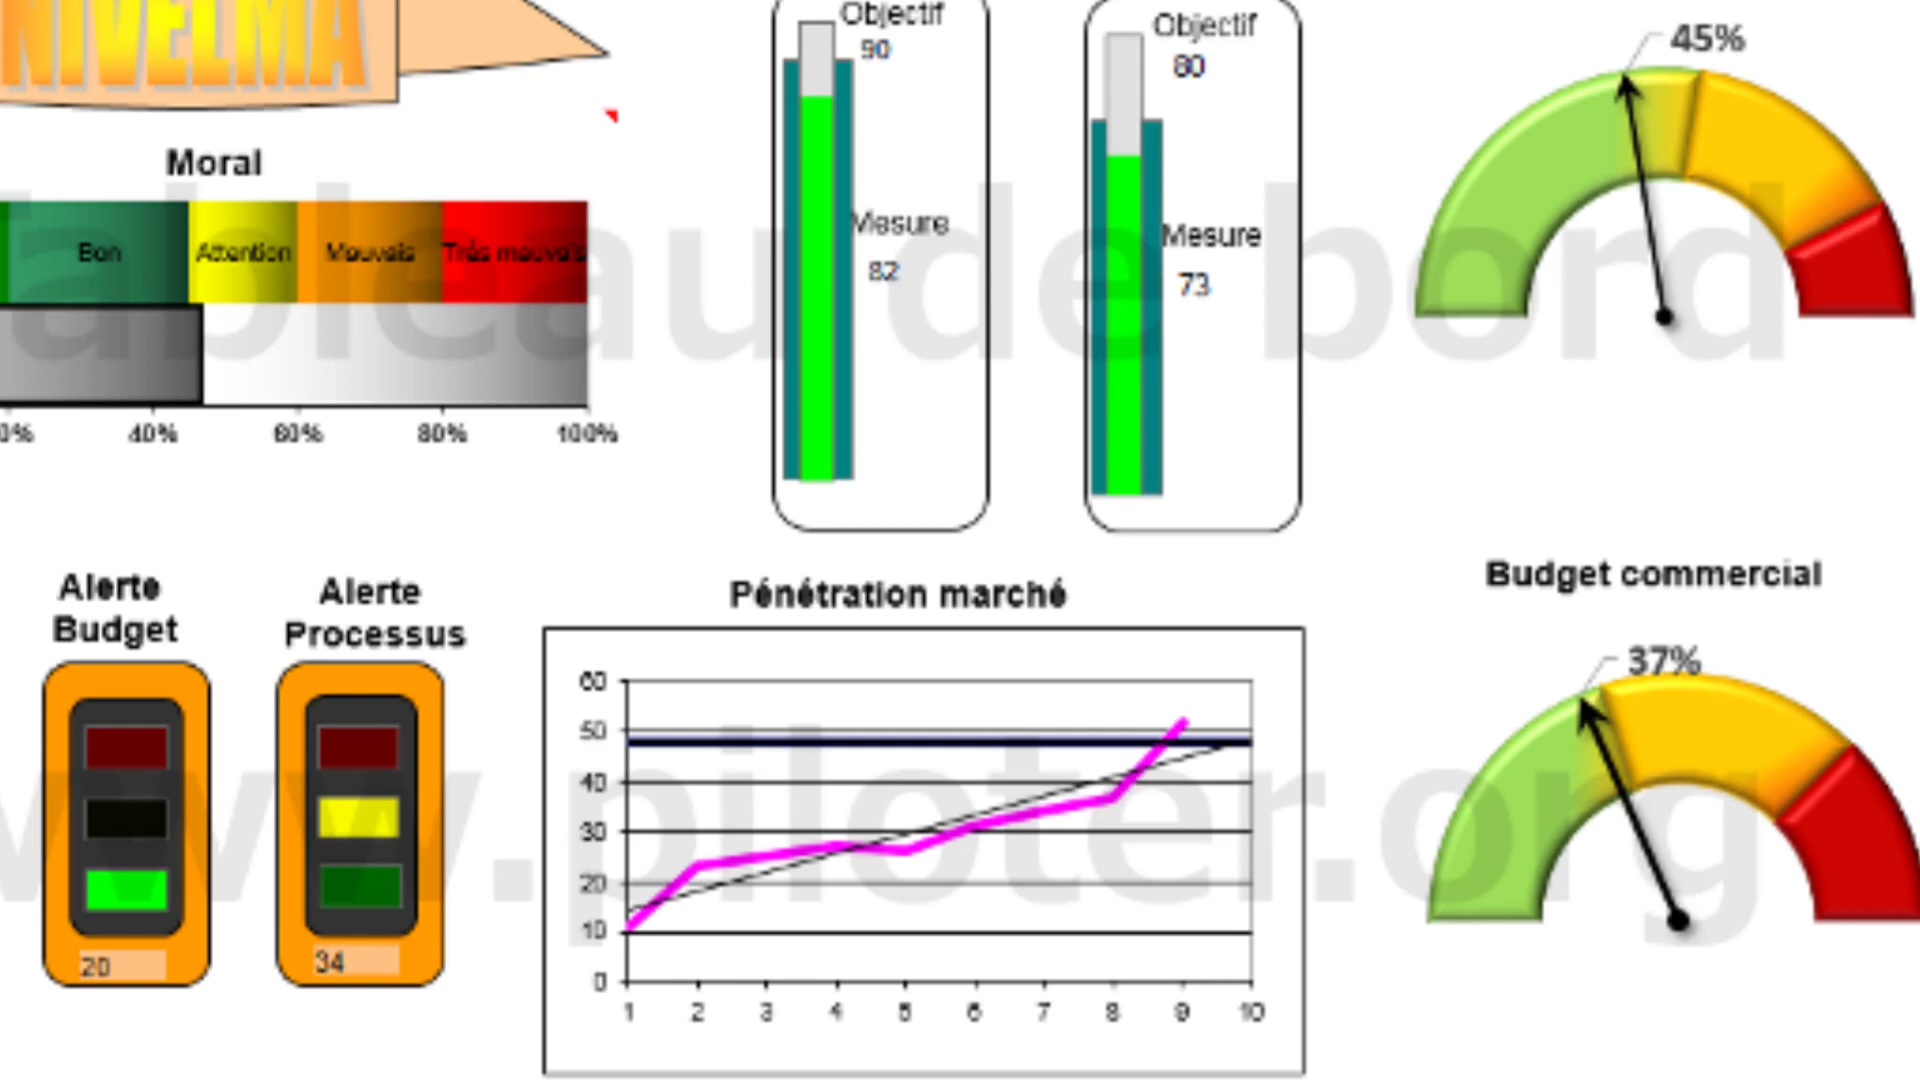 NIVELMA
Moral
Bon
Attention
Mauvais
Très mauvais
0%
40%
60%
80%
100%
Objectif
90
Mesure
82
Objectif
80
Mesure
73
45%
Tableau de bord
Alerte
Budget
20
Alerte
Processus
34
Pénétration marché
60
50
40
30
20
10
0
1 2 3 4 5 6 7 8 9 10
Budget commercial
37%
www.piloter.org